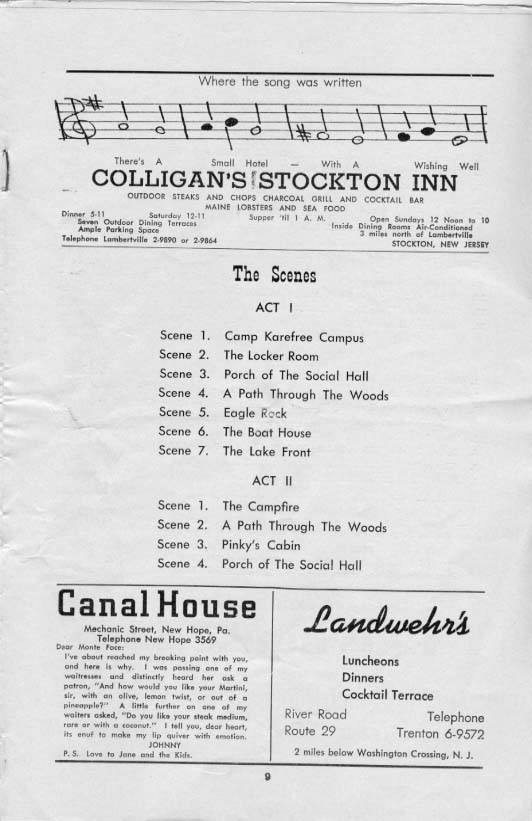 Where the song was written
There's A Small Hotel — With A Wishing Well
COLLIGAN'S STOCKTON INN
OUTDOOR STEAKS AND CHOPS CHARCOAL GRILL AND COCKTAIL BAR
MAINE LOBSTERS AND SEA FOOD
Dinner 5-11 Saturday 12-11 Supper 'til 1 A. M. Open Sundays 12 Noon to 10
Seven Outdoor Dining Terraces Inside Dining Rooms Air-Conditioned
Ample Parking Space 3 miles north of Lambertville
Telephone Lambertville 2-9890 or 2-9864 STOCKTON, NEW JERSEY
The Scenes
ACT I
Scene 1. Camp Karefree Campus
Scene 2. The Locker Room
Scene 3. Porch of The Social Hall
Scene 4. A Path Through The Woods
Scene 5. Eagle Rock
Scene 6. The Boat House
Scene 7. The Lake Front
ACT II
Scene 1. The Campfire
Scene 2. A Path Through The Woods
Scene 3. Pinky's Cabin
Scene 4. Porch of The Social Hall
Canal House
Mechanic Street, New Hope, Pa.
Telephone New Hope 3569
Dear Monte Face:
I've about reached my breaking point with you,
and here is why. I was passing one of my
waitresses and distinctly heard her ask a
patron, "And how would you like your Martini,
sir, with an olive, lemon twist, or out of a
pineapple?" A little further on one of my
waiters asked, "Do you like your steak medium,
rare or with a coconut." I tell you, dear heart,
its enuf to make my lip quiver with emotion.
JOHNNY
P. S. Love to Jane and the Kids.
Landwehr's
Luncheons
Dinners
Cocktail Terrace
River Road Telephone
Route 29 Trenton 6-9572
2 miles below Washington Crossing, N. J.
9